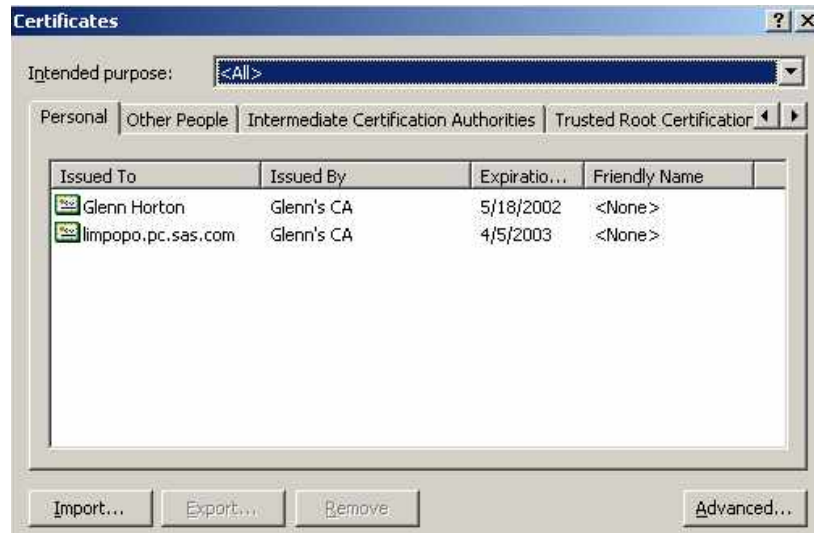 Certificates
Intended purpose: <All>
Personal Other People Intermediate Certification Authorities Trusted Root Certification
Issued To Issued By Expiratio... Friendly Name
Glenn Horton Glenn's CA 5/18/2002 <None>
limpopo.pc.sas.com Glenn's CA 4/5/2003 <None>
Import... Export... Remove Advanced...